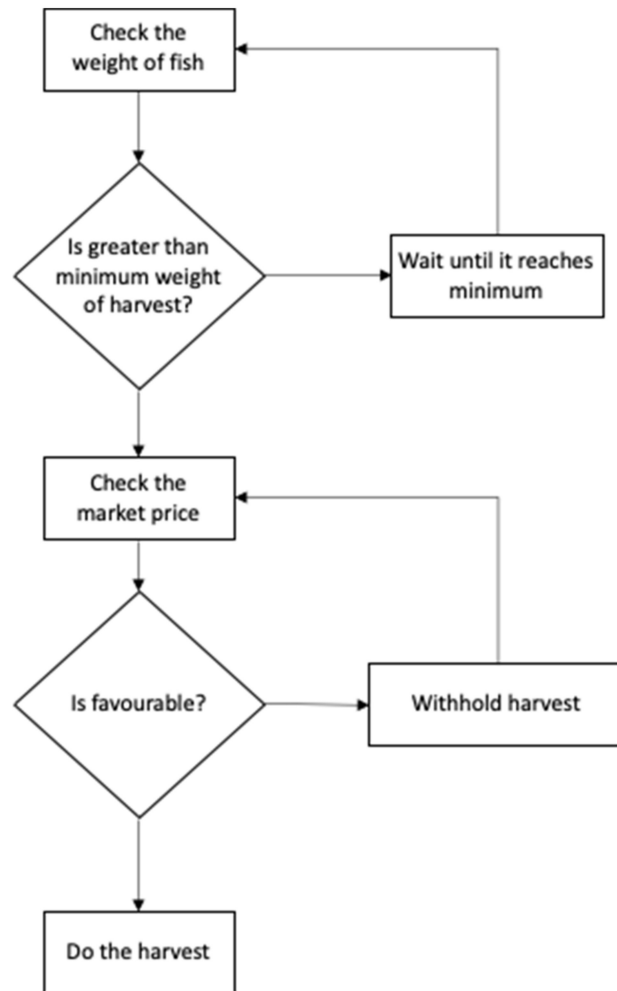 Check the
weight of fish
Is greater than
minimum weight
of harvest?
Wait until it reaches
minimum
Check the
market price
Is favourable?
Withhold harvest
Do the harvest